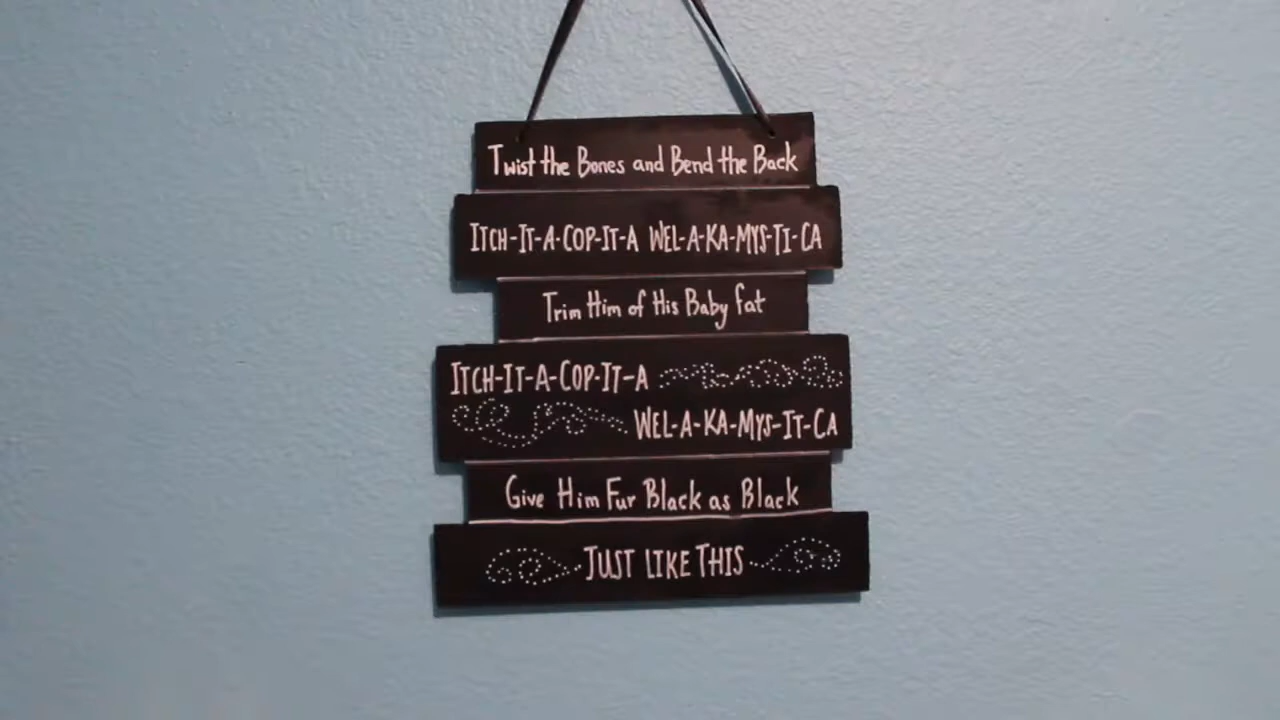 Twist the Bones and Bend the Back
ITCH-IT-A-COP-IT-A WEL-A-KA-MYS-TI-CA
Trim Him of His Baby fat
ITCH-IT-A-COP-IT-A
WEL-A-KA-MYS-IT-CA
Give Him Fur Black as Black
JUST LIKE THIS